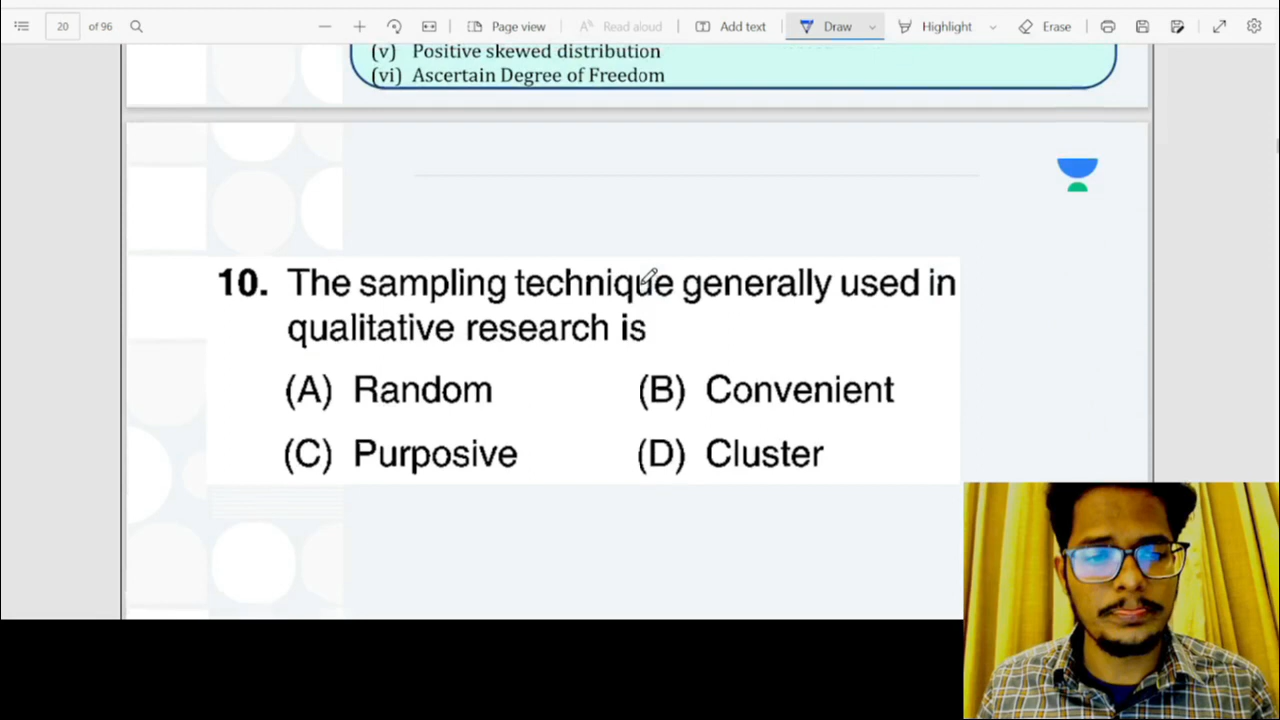 20 of 96 Page view Read aloud Add text Draw Highlight Erase
(v) Positive skewed distribution
(vi) Ascertain Degree of Freedom
10. The sampling technique generally used in
qualitative research is
(A) Random (B) Convenient
(C) Purposive (D) Cluster